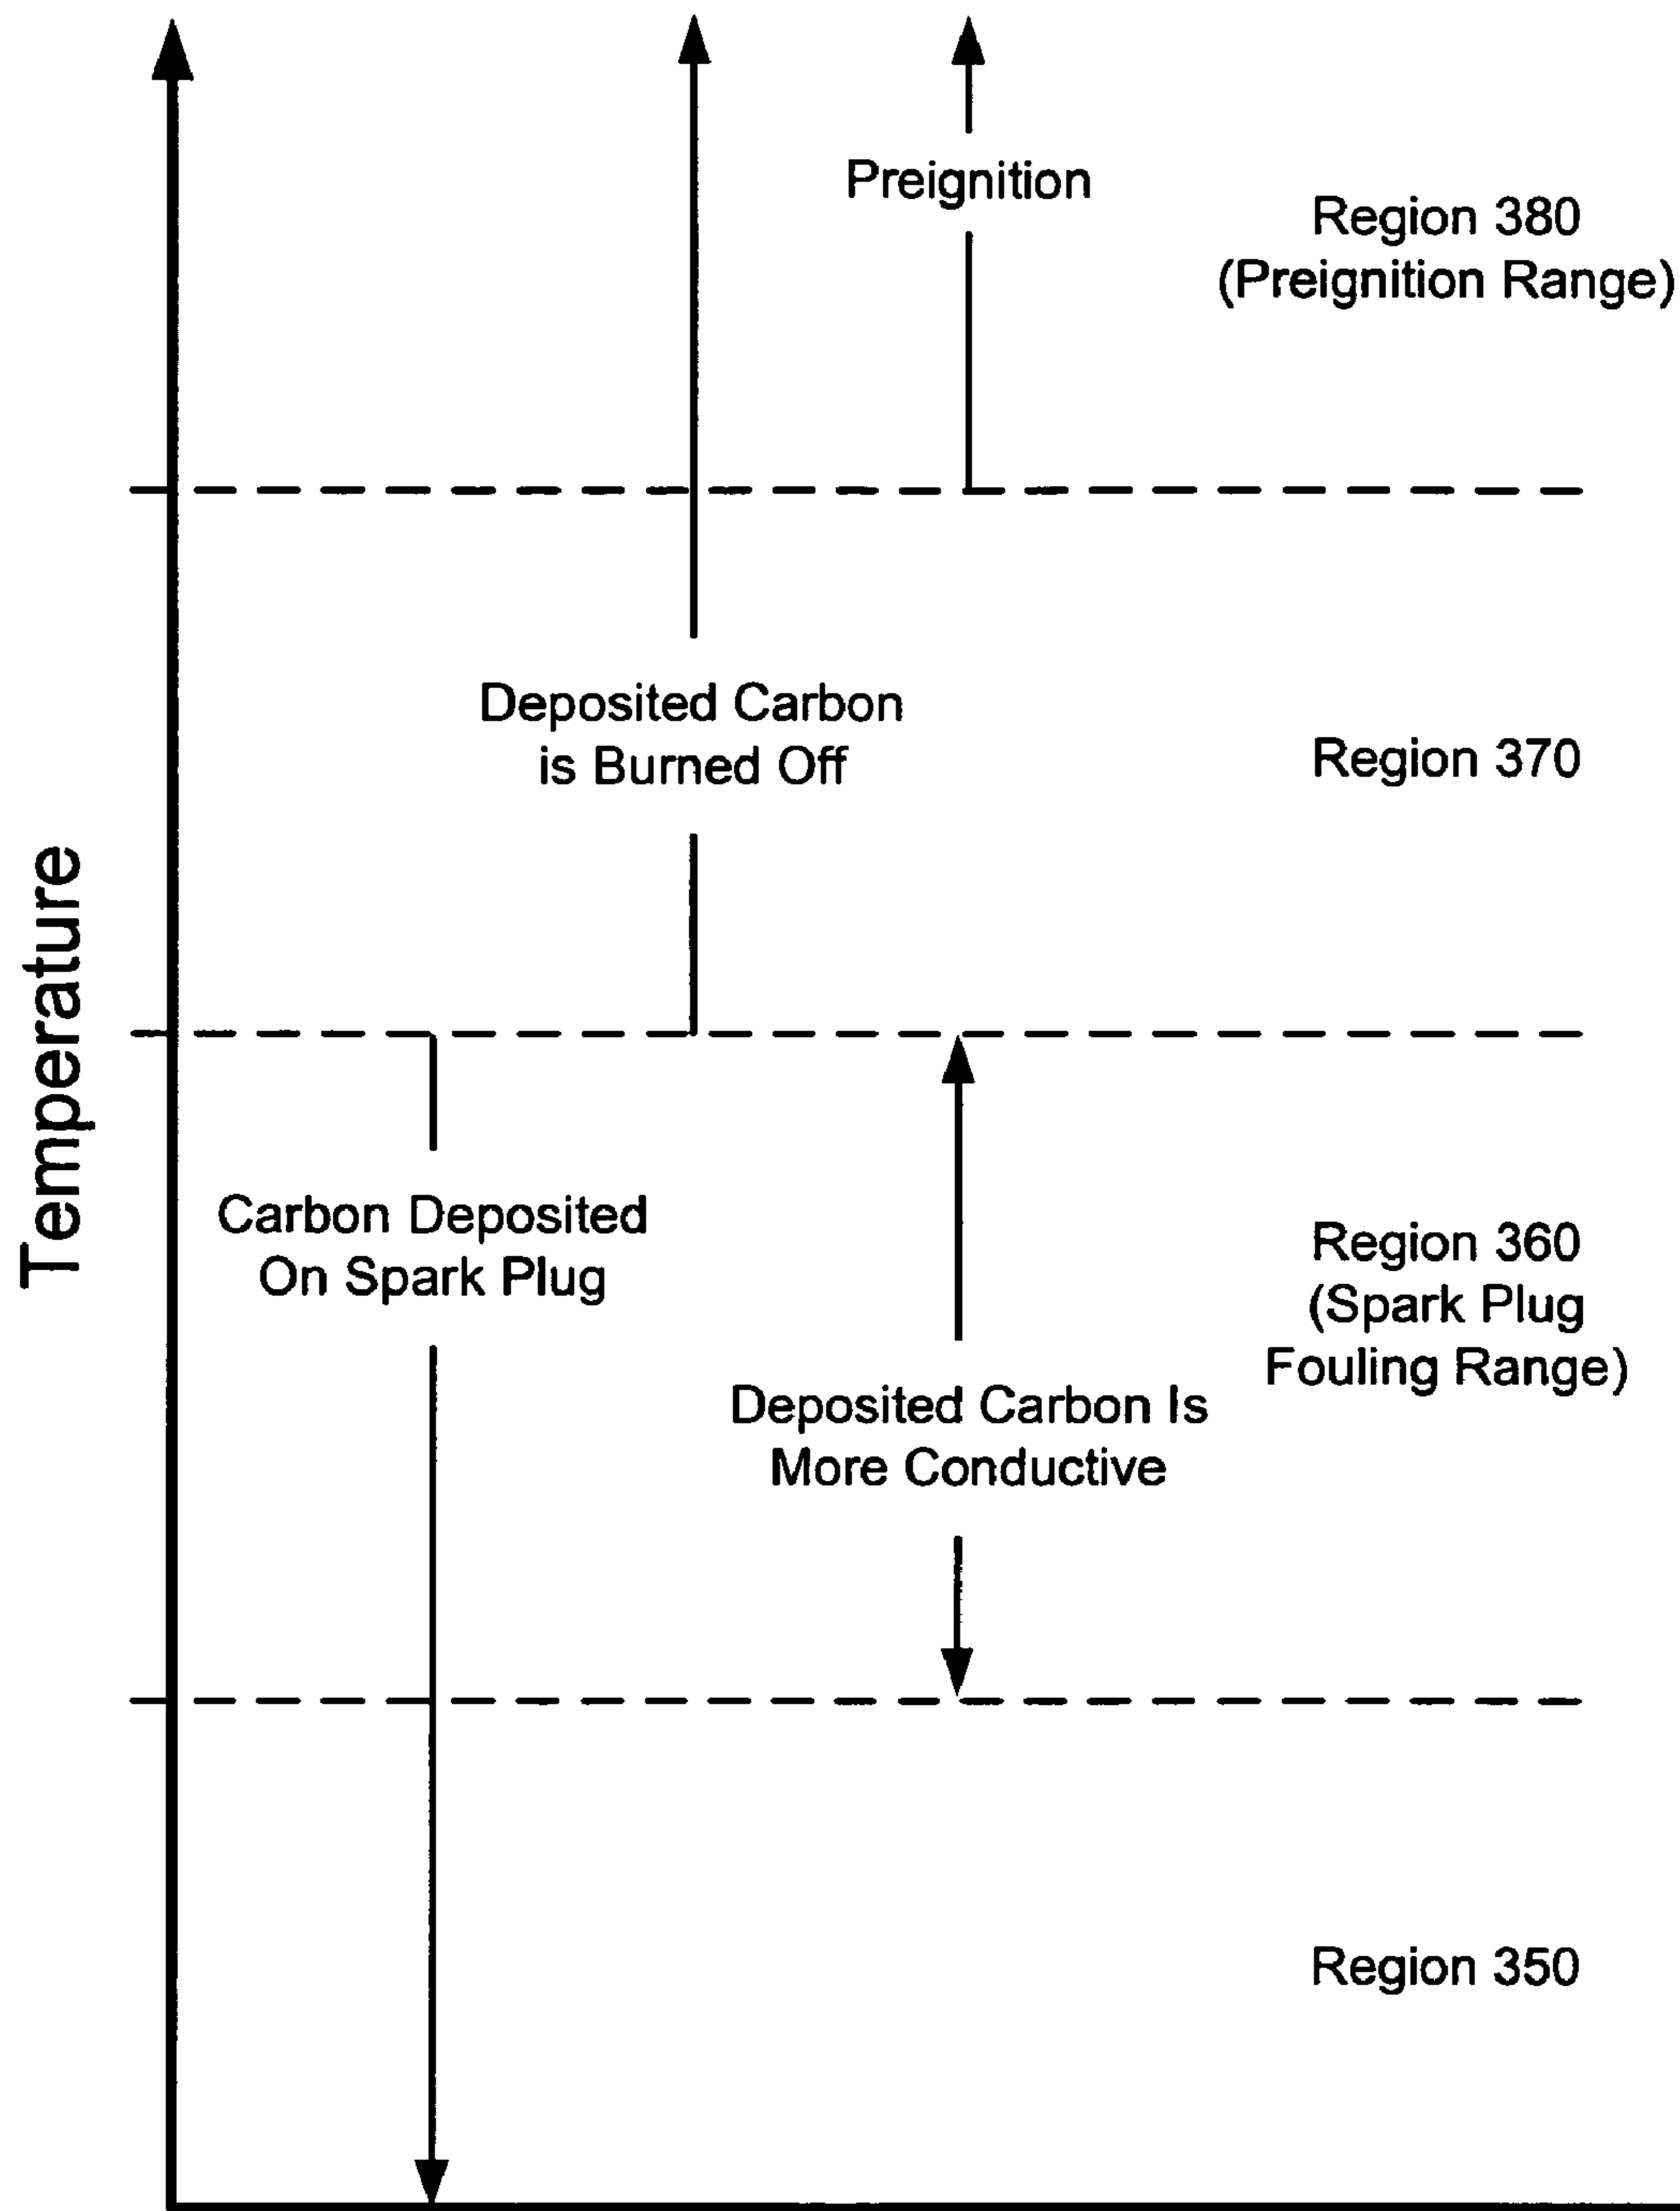 Preignition
Region 380
(Preignition Range)
Deposited Carbon
is Burned Off
Region 370
Temperature
Carbon Deposited
On Spark Plug
Region 360
(Spark Plug
Fouling Range)
Deposited Carbon Is
More Conductive
Region 350